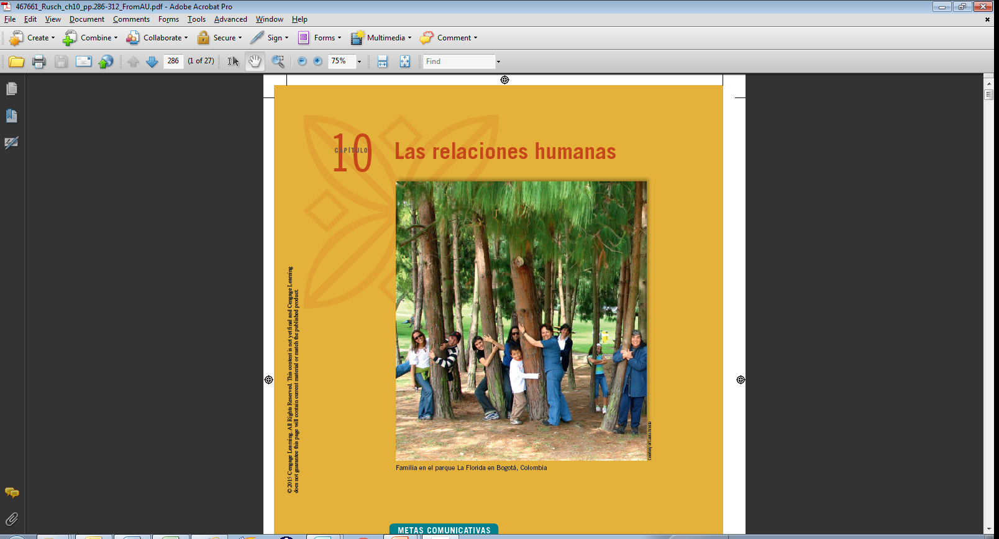 467661_Rusch_ch10_pp.286-312_FromAU.pdf - Adobe Acrobat Pro
File Edit View Document Comments Forms Tools Advanced Window Help
Create Combine Collaborate Secure Sign Forms Multimedia Comment
286 (1 of 27) 75% Find
CAPÍTULO
10
Las relaciones humanas
© 2015 Cengage Learning. All Rights Reserved. This content is not yet final and Cengage Learning
does not guarantee this page will contain current material or match the published product.
Courtesy of Laura Acosta
Familia en el parque La Florida en Bogotá, Colombia
METAS COMUNICATIVAS